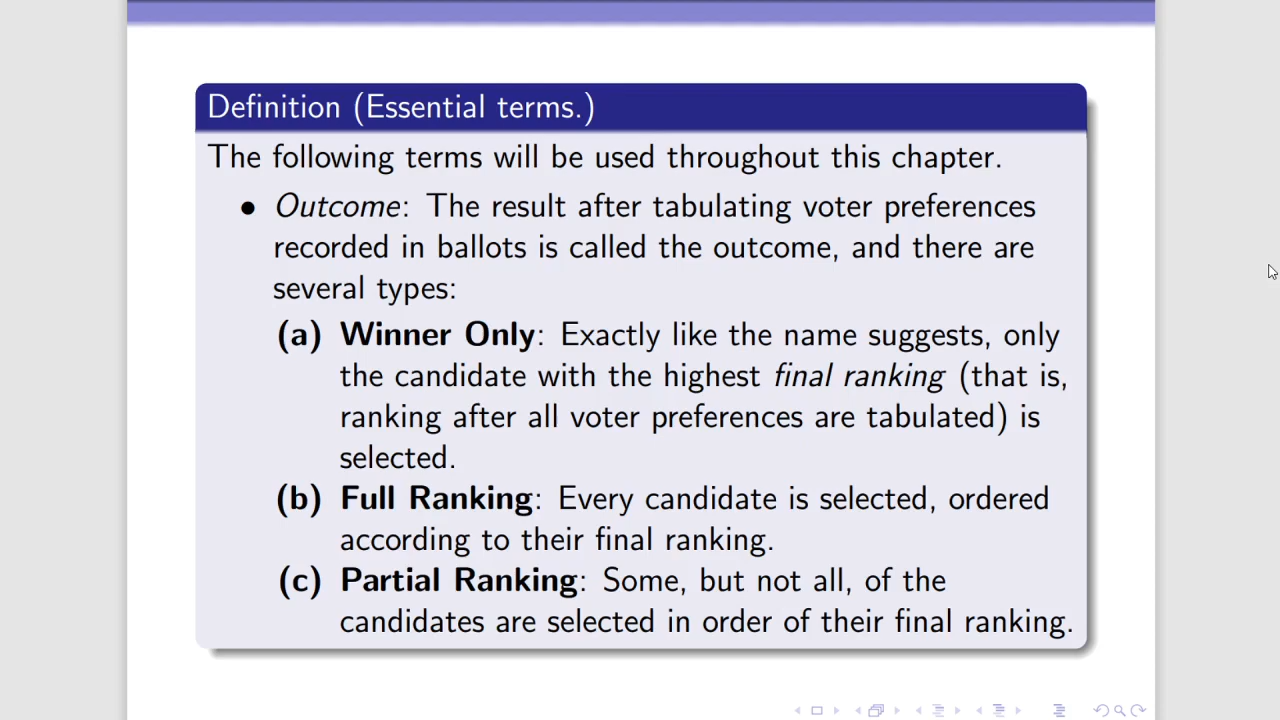 Definition (Essential terms.)
The following terms will be used throughout this chapter.
• Outcome: The result after tabulating voter preferences
recorded in ballots is called the outcome, and there are
several types:
(a) Winner Only: Exactly like the name suggests, only
the candidate with the highest final ranking (that is,
ranking after all voter preferences are tabulated) is
selected.
(b) Full Ranking: Every candidate is selected, ordered
according to their final ranking.
(c) Partial Ranking: Some, but not all, of the
candidates are selected in order of their final ranking.